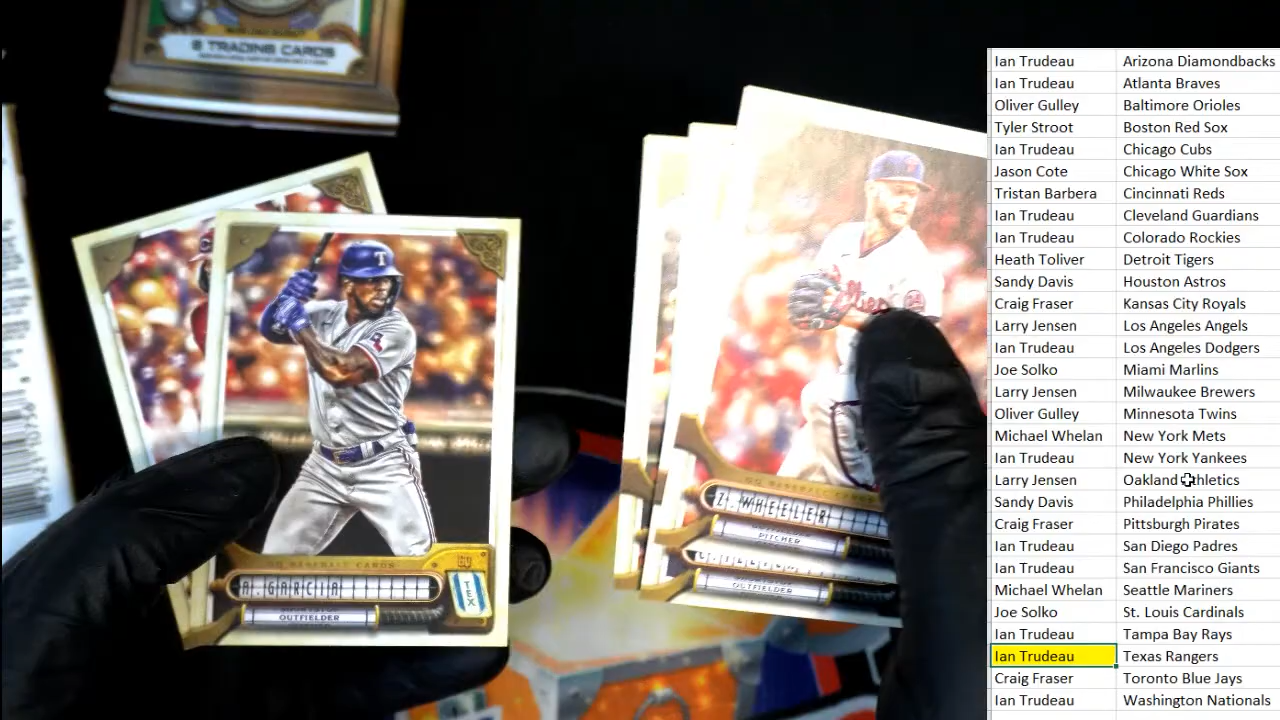 8 TRADING CARDS
T
GQ BASEBALL CARDS
A. GARCIA
OUTFIELDER
TEX
GQ BASEBALL CARDS
Z. WHEELER
PITCHER
OUTFIELDER
Ian Trudeau Arizona Diamondbacks
Ian Trudeau Atlanta Braves
Oliver Gulley Baltimore Orioles
Tyler Stroot Boston Red Sox
Ian Trudeau Chicago Cubs
Jason Cote Chicago White Sox
Tristan Barbera Cincinnati Reds
Ian Trudeau Cleveland Guardians
Ian Trudeau Colorado Rockies
Heath Toliver Detroit Tigers
Sandy Davis Houston Astros
Craig Fraser Kansas City Royals
Larry Jensen Los Angeles Angels
Ian Trudeau Los Angeles Dodgers
Joe Solko Miami Marlins
Larry Jensen Milwaukee Brewers
Oliver Gulley Minnesota Twins
Michael Whelan New York Mets
Ian Trudeau New York Yankees
Larry Jensen Oakland Athletics
Sandy Davis Philadelphia Phillies
Craig Fraser Pittsburgh Pirates
Ian Trudeau San Diego Padres
Ian Trudeau San Francisco Giants
Michael Whelan Seattle Mariners
Joe Solko St. Louis Cardinals
Ian Trudeau Tampa Bay Rays
Ian Trudeau Texas Rangers
Craig Fraser Toronto Blue Jays
Ian Trudeau Washington Nationals